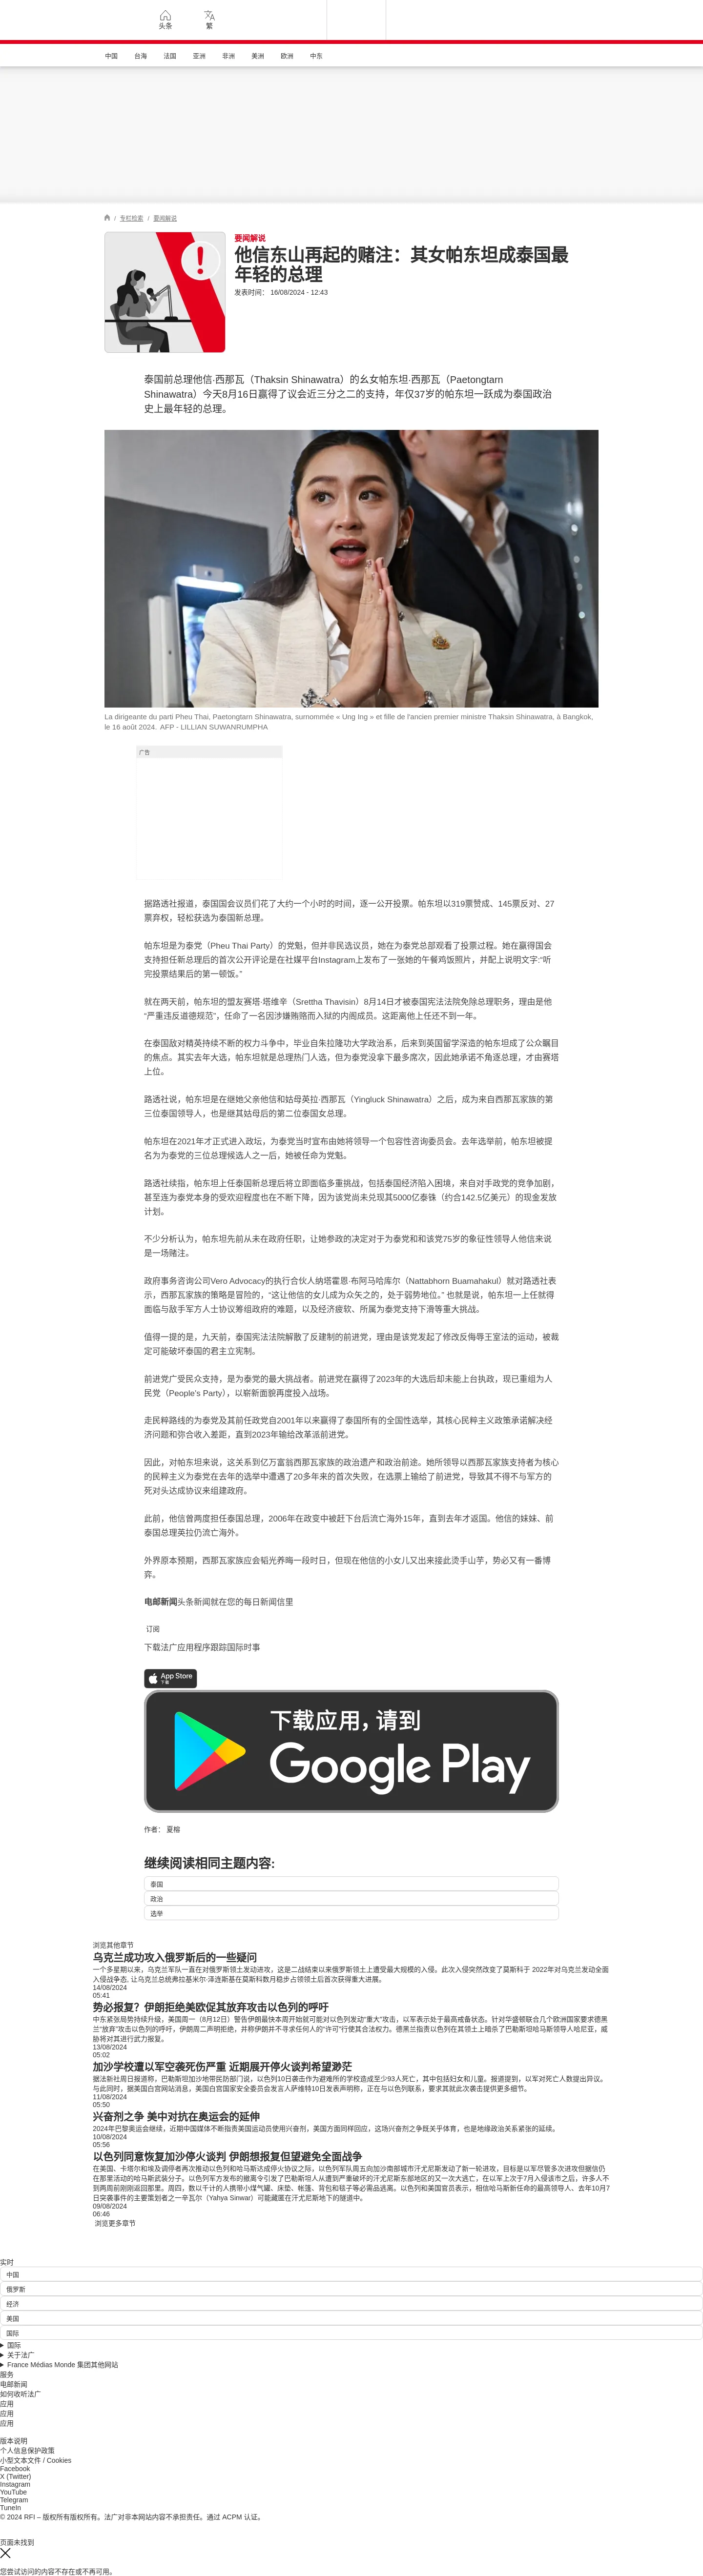 头条
繁
中国
台海
法国
亚洲
非洲
美洲
欧洲
中东
/ 专栏检索 / 要闻解说
要闻解说
他信东山再起的赌注：其女帕东坦成泰国最
年轻的总理
发表时间： 16/08/2024 - 12:43
泰国前总理他信·西那瓦（Thaksin Shinawatra）的幺女帕东坦·西那瓦（Paetongtarn
Shinawatra）今天8月16日赢得了议会近三分之二的支持，年仅37岁的帕东坦一跃成为泰国政治
史上最年轻的总理。
La dirigeante du parti Pheu Thai, Paetongtarn Shinawatra, surnommée « Ung Ing » et fille de l'ancien premier ministre Thaksin Shinawatra, à Bangkok,
le 16 août 2024. AFP - LILLIAN SUWANRUMPHA
广告
据路透社报道，泰国国会议员们花了大约一个小时的时间，逐一公开投票。帕东坦以319票赞成、145票反对、27
票弃权，轻松获选为泰国新总理。
帕东坦是为泰党（Pheu Thai Party）的党魁，但并非民选议员，她在为泰党总部观看了投票过程。她在赢得国会
支持担任新总理后的首次公开评论是在社媒平台Instagram上发布了一张她的午餐鸡饭照片，并配上说明文字:“听
完投票结果后的第一顿饭。”
就在两天前，帕东坦的盟友赛塔·塔维辛（Srettha Thavisin）8月14日才被泰国宪法法院免除总理职务，理由是他
“严重违反道德规范”，任命了一名因涉嫌贿赂而入狱的内阁成员。这距离他上任还不到一年。
在泰国敌对精英持续不断的权力斗争中，毕业自朱拉隆功大学政治系，后来到英国留学深造的帕东坦成了公众瞩目
的焦点。其实去年大选，帕东坦就是总理热门人选，但为泰党没拿下最多席次，因此她承诺不角逐总理，才由赛塔
上位。
路透社说，帕东坦是在继她父亲他信和姑母英拉·西那瓦（Yingluck Shinawatra）之后，成为来自西那瓦家族的第
三位泰国领导人，也是继其姑母后的第二位泰国女总理。
帕东坦在2021年才正式进入政坛，为泰党当时宣布由她将领导一个包容性咨询委员会。去年选举前，帕东坦被提
名为为泰党的三位总理候选人之一后，她被任命为党魁。
路透社续指，帕东坦上任泰国新总理后将立即面临多重挑战，包括泰国经济陷入困境，来自对手政党的竞争加剧，
甚至连为泰党本身的受欢迎程度也在不断下降，因为该党尚未兑现其5000亿泰铢（约合142.5亿美元）的现金发放
计划。
不少分析认为，帕东坦先前从未在政府任职，让她参政的决定对于为泰党和和该党75岁的象征性领导人他信来说
是一场赌注。
政府事务咨询公司Vero Advocacy的执行合伙人纳塔霍恩·布阿马哈库尔（Nattabhorn Buamahakul）就对路透社表
示，西那瓦家族的策略是冒险的，“这让他信的女儿成为众矢之的，处于弱势地位。” 也就是说，帕东坦一上任就得
面临与敌手军方人士协议筹组政府的难题，以及经济疲软、所属为泰党支持下滑等重大挑战。
值得一提的是，九天前，泰国宪法法院解散了反建制的前进党，理由是该党发起了修改反侮辱王室法的运动，被裁
定可能破坏泰国的君主立宪制。
前进党广受民众支持，是为泰党的最大挑战者。前进党在赢得了2023年的大选后却未能上台执政，现已重组为人
民党（People's Party），以崭新面貌再度投入战场。
走民粹路线的为泰党及其前任政党自2001年以来赢得了泰国所有的全国性选举，其核心民粹主义政策承诺解决经
济问题和弥合收入差距，直到2023年输给改革派前进党。
因此，对帕东坦来说，这关系到亿万富翁西那瓦家族的政治遗产和政治前途。她所领导以西那瓦家族支持者为核心
的民粹主义为泰党在去年的选举中遭遇了20多年来的首次失败，在选票上输给了前进党，导致其不得不与军方的
死对头达成协议来组建政府。
此前，他信曾两度担任泰国总理，2006年在政变中被赶下台后流亡海外15年，直到去年才返国。他信的妹妹、前
泰国总理英拉仍流亡海外。
外界原本预期，西那瓦家族应会韬光养晦一段时日，但现在他信的小女儿又出来接此烫手山芋，势必又有一番博
弈。
电邮新闻头条新闻就在您的每日新闻信里
订阅
下载法广应用程序跟踪国际时事
App Store
下载
下载应用，请到
Google Play
作者： 夏榕
继续阅读相同主题内容:
泰国
政治
选举
浏览其他章节
乌克兰成功攻入俄罗斯后的一些疑问
一个多星期以来，乌克兰军队一直在对俄罗斯领土发动进攻，这是二战结束以来俄罗斯领土上遭受最大规模的入侵。此次入侵突然改变了莫斯科于 2022年对乌克兰发动全面
入侵战争态, 让乌克兰总统弗拉基米尔·泽连斯基在莫斯科数月稳步占领领土后首次获得重大进展。
14/08/2024
05:41
势必报复？伊朗拒绝美欧促其放弃攻击以色列的呼吁
中东紧张局势持续升级，美国周一（8月12日）警告伊朗最快本周开始就可能对以色列发动“重大”攻击，以军表示处于最高戒备状态。针对华盛顿联合几个欧洲国家要求德黑
兰“放弃”攻击以色列的呼吁，伊朗周二声明拒绝，并称伊朗并不寻求任何人的“许可”行使其合法权力。德黑兰指责以色列在其领土上暗杀了巴勒斯坦哈马斯领导人哈尼亚，威
胁将对其进行武力报复。
13/08/2024
05:02
加沙学校遭以军空袭死伤严重 近期展开停火谈判希望渺茫
据法新社周日报道称，巴勒斯坦加沙地带民防部门说，以色列10日袭击作为避难所的学校造成至少93人死亡，其中包括妇女和儿童。报道提到，以军对死亡人数提出异议。
与此同时，据美国白宫网站消息，美国白宫国家安全委员会发言人萨维特10日发表声明称，正在与以色列联系，要求其就此次袭击提供更多细节。
11/08/2024
05:50
兴奋剂之争 美中对抗在奥运会的延伸
2024年巴黎奥运会继续，近期中国媒体不断指责美国运动员使用兴奋剂，美国方面同样回应，这场兴奋剂之争既关乎体育，也是地缘政治关系紧张的延续。
10/08/2024
05:56
以色列同意恢复加沙停火谈判 伊朗想报复但望避免全面战争
在美国、卡塔尔和埃及调停者再次推动以色列和哈马斯达成停火协议之际，以色列军队周五向加沙南部城市汗尤尼斯发动了新一轮进攻，目标是以军尽管多次进攻但据信仍
在那里活动的哈马斯武装分子。以色列军方发布的撤离令引发了巴勒斯坦人从遭到严重破坏的汗尤尼斯东部地区的又一次大逃亡，在以军上次于7月入侵该市之后，许多人不
到两周前刚刚返回那里。周四，数以千计的人携带小煤气罐、床垫、帐篷、背包和毯子等必需品逃离。以色列和美国官员表示，相信哈马斯新任命的最高领导人、去年10月7
日突袭事件的主要策划者之一辛瓦尔（Yahya Sinwar）可能藏匿在汗尤尼斯地下的隧道中。
09/08/2024
06:46
浏览更多章节
实时
中国
俄罗斯
经济
美国
国际
国际
关于法广
France Médias Monde 集团其他网站
服务
电邮新闻
如何收听法广
应用
应用
应用
版本说明
个人信息保护政策
小型文本文件 / Cookies
Facebook
X (Twitter)
Instagram
YouTube
Telegram
TuneIn
© 2024 RFI – 版权所有版权所有。法广对非本网站内容不承担责任。通过 ACPM 认证。
页面未找到
您尝试访问的内容不存在或不再可用。